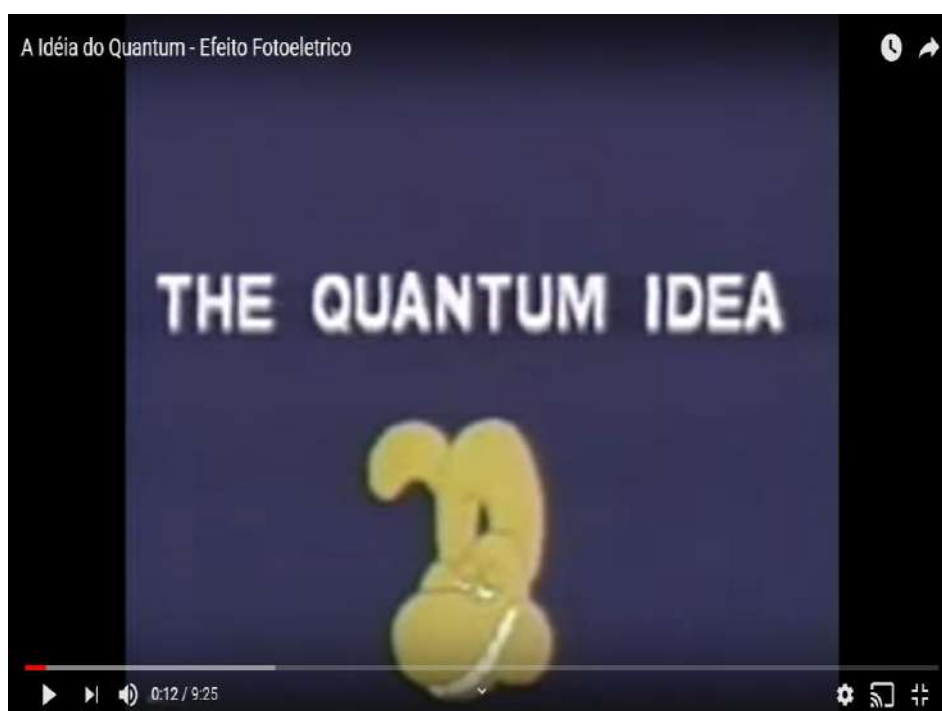 A Idéia do Quantum - Efeito Fotoeletrico
THE QUANTUM IDEA
0:12 / 9:25